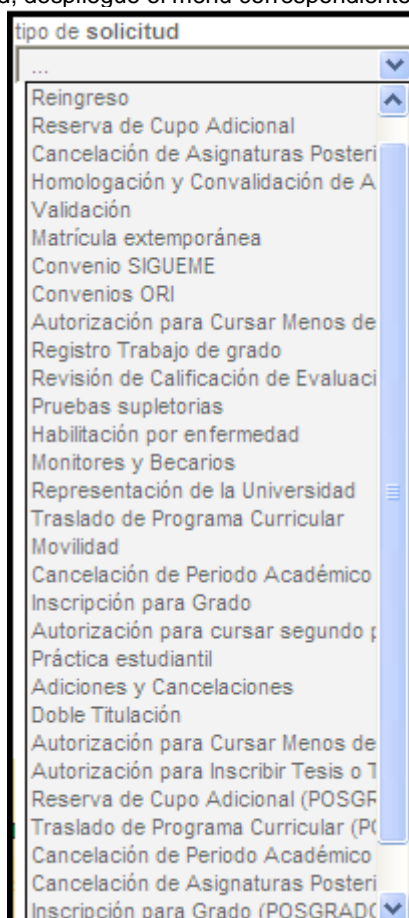 despliegue el menú correspondiente
tipo de solicitud
...
Reingreso
Reserva de Cupo Adicional
Cancelación de Asignaturas Posteri
Homologación y Convalidación de A
Validación
Matrícula extemporánea
Convenio SIGUEME
Convenios ORI
Autorización para Cursar Menos de
Registro Trabajo de grado
Revisión de Calificación de Evaluaci
Pruebas supletorias
Habilitación por enfermedad
Monitores y Becarios
Representación de la Universidad
Traslado de Programa Curricular
Movilidad
Cancelación de Periodo Académico
Inscripción para Grado
Autorización para cursar segundo p
Práctica estudiantil
Adiciones y Cancelaciones
Doble Titulación
Autorización para Cursar Menos de
Autorización para Inscribir Tesis o T
Reserva de Cupo Adicional (POSGR
Traslado de Programa Curricular (PO
Cancelación de Periodo Académico
Cancelación de Asignaturas Posteri
Inscripción para Grado (POSGRADO